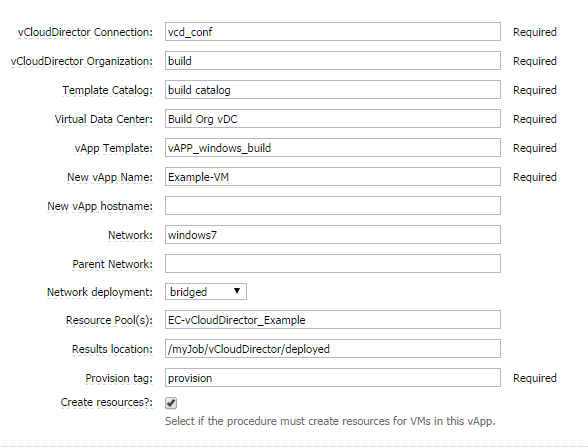 vCloudDirector Connection: vcd_conf Required
vCloudDirector Organization: build Required
Template Catalog: build catalog Required
Virtual Data Center: Build Org vDC Required
vApp Template: vAPP_windows_build Required
New vApp Name: Example-VM Required
New vApp hostname:
Network: windows7
Parent Network:
Network deployment: bridged
Resource Pool(s): EC-vCloudDirector_Example
Results location: /myJob/vCloudDirector/deployed
Provision tag: provision Required
Create resources?:
Select if the procedure must create resources for VMs in this vApp.